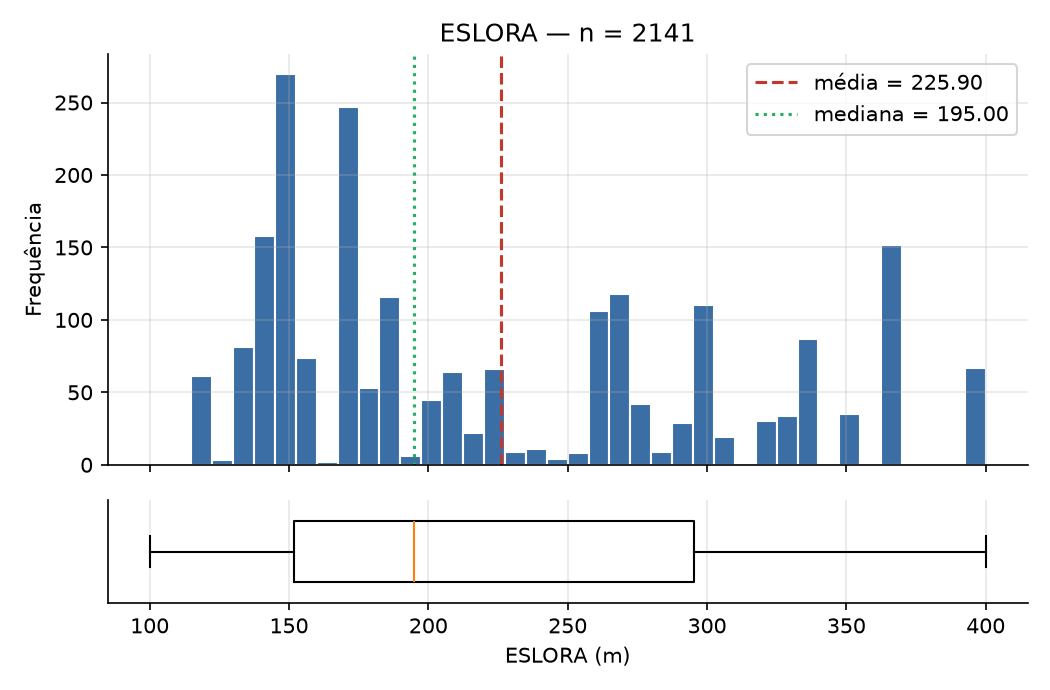 ESLORA — n = 2141
média = 225.90
mediana = 195.00
Frequência
250
200
150
100
50
0
100 150 200 250 300 350 400
ESLORA (m)